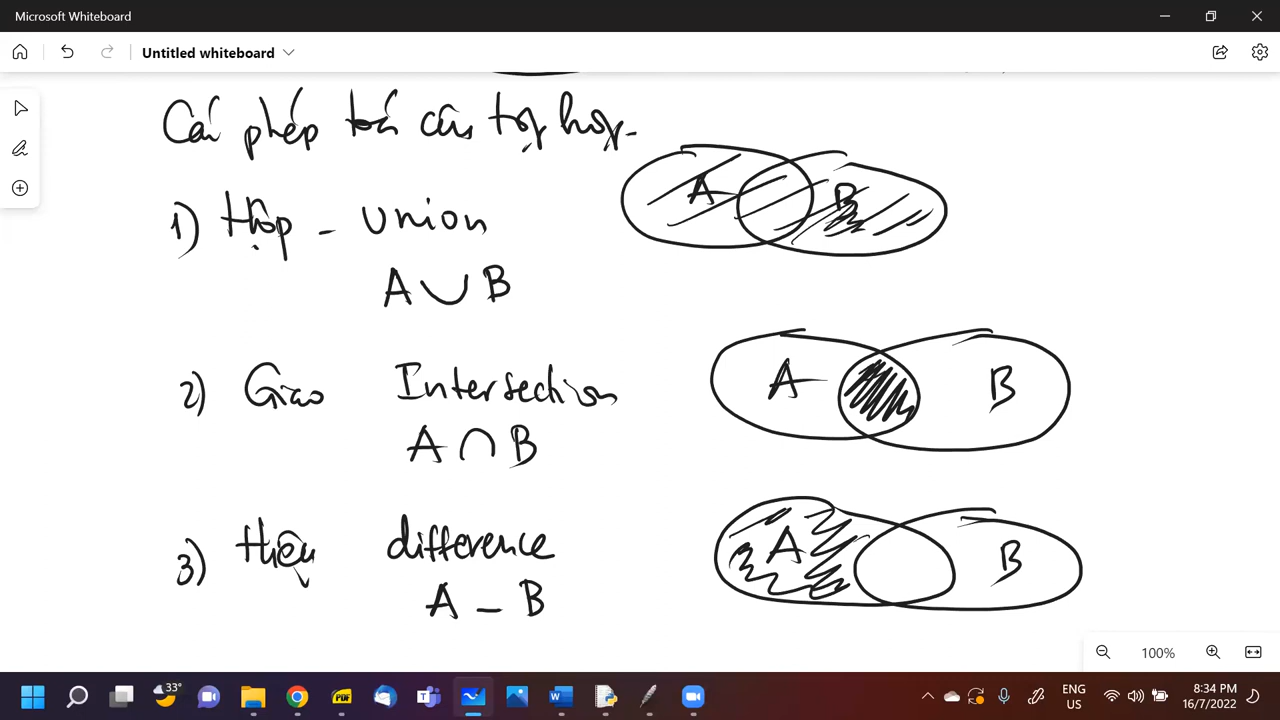 Microsoft Whiteboard
Untitled whiteboard
Các phép toán của tập hợp.
A B
1) Hợp - union
A ∪ B
2) Giao Intersection
A B
A ∩ B
3) Hiệu difference
A B
A - B
100%
33°
ENG
US
8:34 PM
16/7/2022